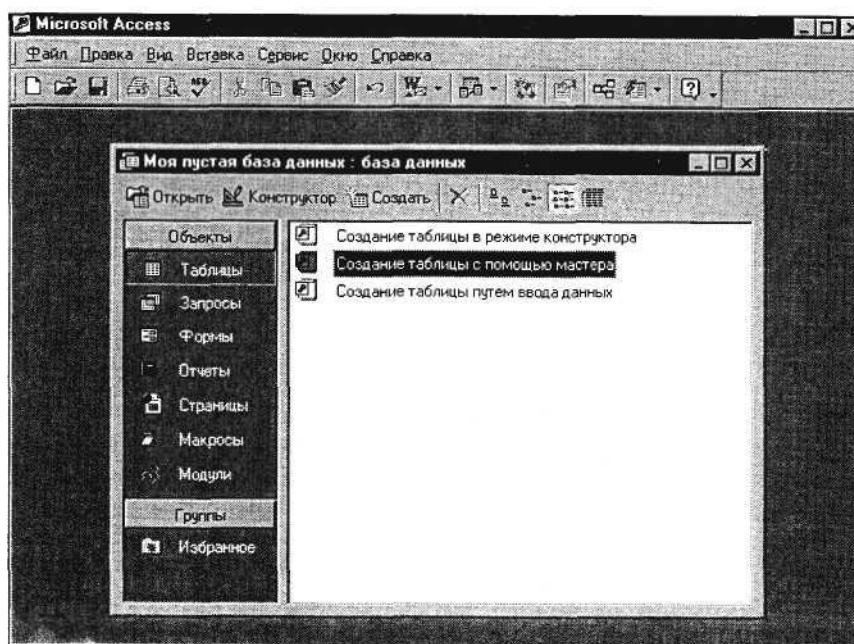 Microsoft Access
Файл Правка Вид Вставка Сервис Окно Справка
Моя пустая база данных : база данных
Открыть Конструктор Создать
Объекты
Таблицы
Запросы
Формы
Отчеты
Страницы
Макросы
Модули
Группы
Избранное
Создание таблицы в режиме конструктора
Создание таблицы с помощью мастера
Создание таблицы путем ввода данных